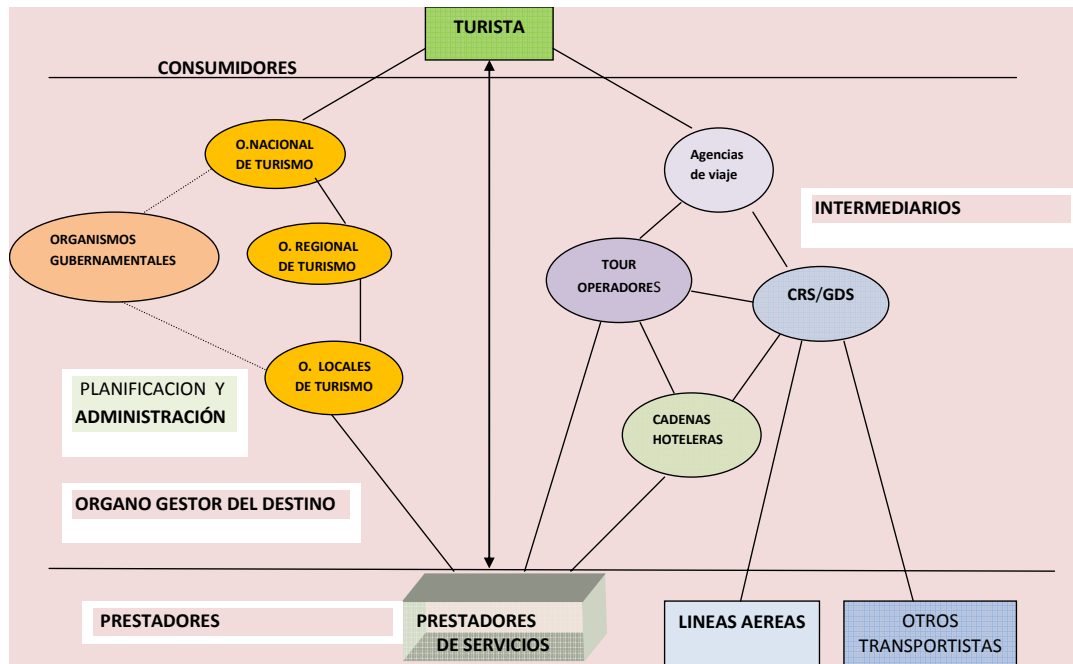 TURISTA
CONSUMIDORES
O.NACIONAL
DE TURISMO
Agencias
de viaje
INTERMEDIARIOS
ORGANISMOS
GUBERNAMENTALES
O. REGIONAL
DE TURISMO
TOUR
OPERADORES
CRS/GDS
O. LOCALES
DE TURISMO
PLANIFICACION Y
ADMINISTRACIÓN
CADENAS
HOTELERAS
ORGANO GESTOR DEL DESTINO
PRESTADORES
PRESTADORES
DE SERVICIOS
LINEAS AEREAS
OTROS
TRANSPORTISTAS